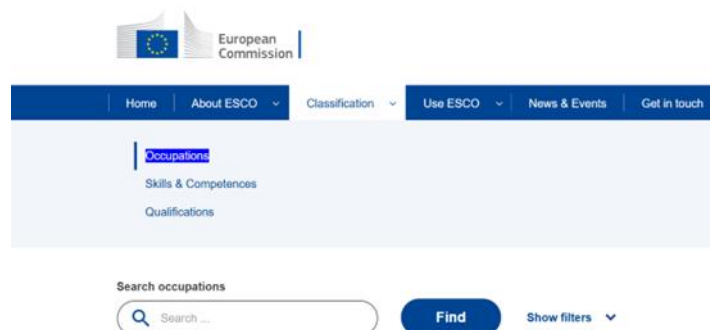 European
Commission
Home About ESCO Classification Use ESCO News & Events Get in touch
Occupations
Skills & Competences
Qualifications
Search occupations
Search ...
Find
Show filters